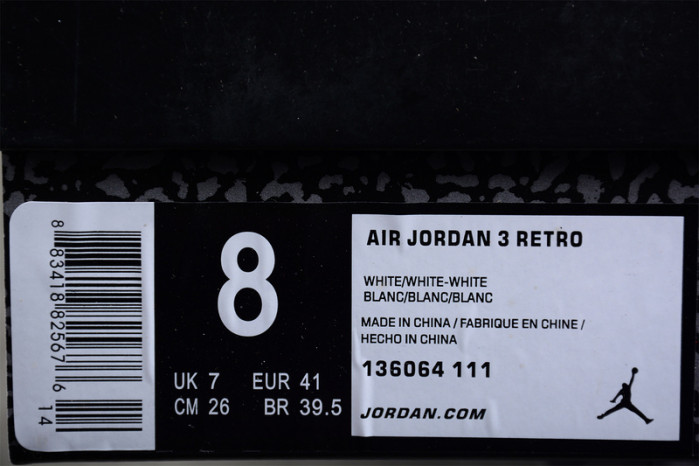 8 83418 82567 6 14
8
UK 7 EUR 41
CM 26 BR 39.5
AIR JORDAN 3 RETRO
WHITE/WHITE-WHITE
BLANC/BLANC/BLANC
MADE IN CHINA / FABRIQUE EN CHINE /
HECHO IN CHINA
136064 111
JORDAN.COM